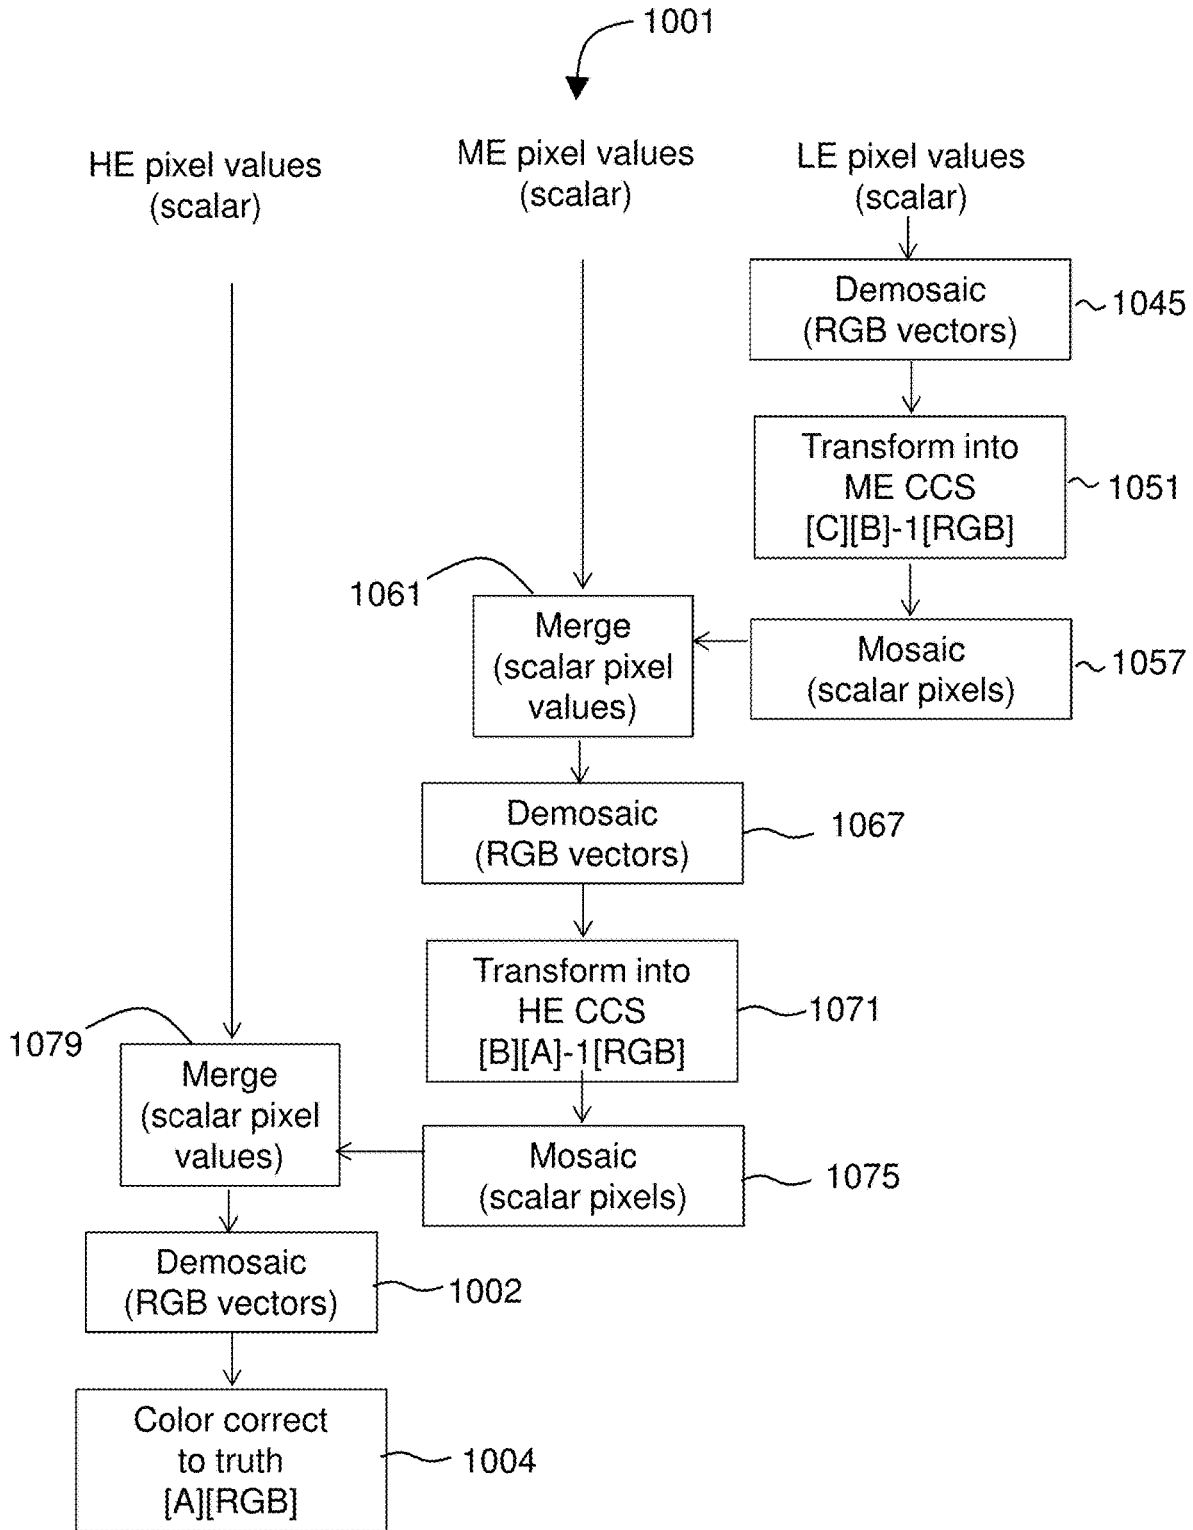 1001
HE pixel values
(scalar)
ME pixel values
(scalar)
LE pixel values
(scalar)
Demosaic
(RGB vectors)
1045
Transform into
ME CCS
[C][B]-1[RGB]
1051
Mosaic
(scalar pixels)
1057
1061
Merge
(scalar pixel
values)
Demosaic
(RGB vectors)
1067
Transform into
HE CCS
[B][A]-1[RGB]
1071
Mosaic
(scalar pixels)
1075
1079
Merge
(scalar pixel
values)
Demosaic
(RGB vectors)
1002
Color correct
to truth
[A][RGB]
1004